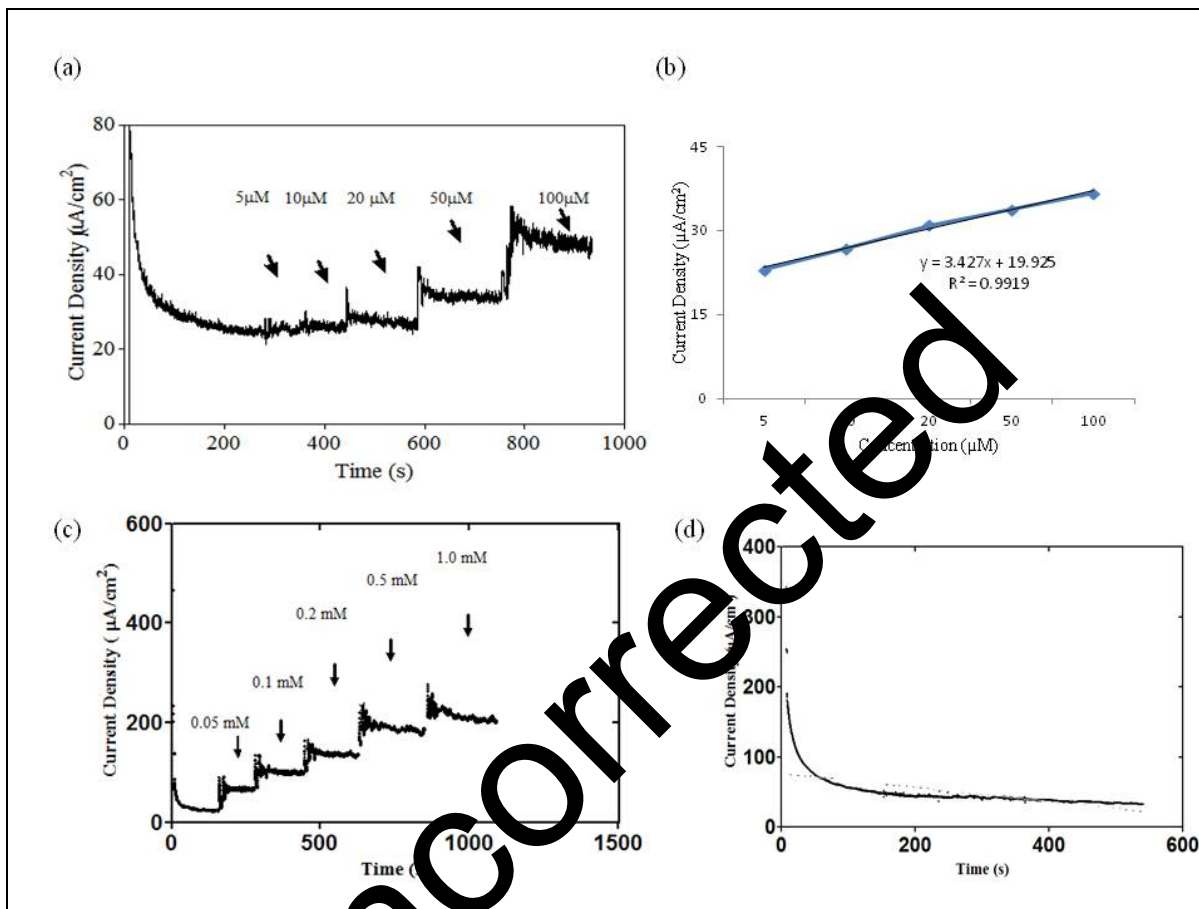 (a)
80
60
40
20
0
Current Density (µA/cm²)
5µM 10µM 20 µM 50µM 100µM
0 200 400 600 800 1000
Time (s)
(b)
45
30
15
0
Current Density (µA/cm²)
y = 3.427x + 19.925
R² = 0.9919
5 20 50 100
(µM)
(c)
600
400
200
0
Current Density ( µA/cm²)
0.05 mM
0.1 mM
0.2 mM
0.5 mM
1.0 mM
0 500 1000 1500
Time
(d)
400
300
200
100
0
Current
0 200 400 600
Time (s)